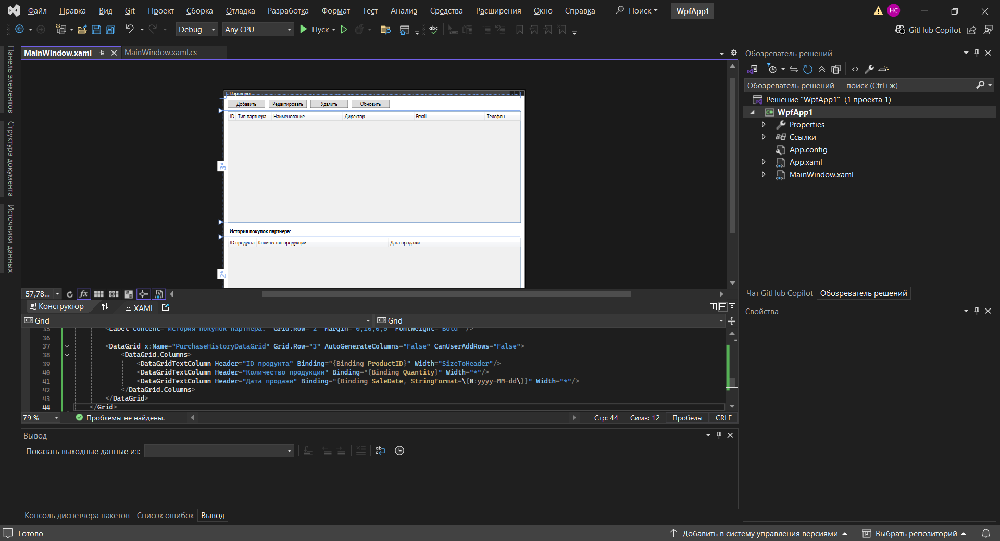 Файл Правка Вид Git Проект Сборка Отладка Разработка Формат Тест Анализ Средства Расширения Окно Справка Поиск WpfApp1 НС
Debug Any CPU Пуск GitHub Copilot
Панель элементов
Структура документа
Источники данных
MainWindow.xaml MainWindow.xaml.cs
Партнеры
Добавить Редактировать Удалить Обновить
ID Тип партнера Наименование Директор Email Телефон
3*
История покупок партнера:
ID продукта Количество продукции Дата продажи
2*
57,78...
Конструктор XAML
Grid Grid
35 <Label Content="История покупок партнера:" Grid.Row="2" Margin="0,10,0,5" FontWeight="Bold" />
36
37 <DataGrid x:Name="PurchaseHistoryDataGrid" Grid.Row="3" AutoGenerateColumns="False" CanUserAddRows="False">
38 <DataGrid.Columns>
39 <DataGridTextColumn Header="ID продукта" Binding="{Binding ProductID}" Width="SizeToHeader"/>
40 <DataGridTextColumn Header="Количество продукции" Binding="{Binding Quantity}" Width="*"/>
41 <DataGridTextColumn Header="Дата продажи" Binding="{Binding SaleDate, StringFormat=\{0:yyyy-MM-dd\}}" Width="*"/>
42 </DataGrid.Columns>
43 </DataGrid>
44 </Grid>
79 % Проблемы не найдены. Стр: 44 Симв: 12 Пробелы CRLF
Вывод
Показать выходные данные из:
Консоль диспетчера пакетов Список ошибок Вывод
Обозреватель решений
Обозреватель решений — поиск (Ctrl+ж)
Решение "WpfApp1" (1 проекта 1)
WpfApp1
Properties
Ссылки
App.config
App.xaml
MainWindow.xaml
Чат GitHub Copilot Обозреватель решений
Свойства
Готово Добавить в систему управления версиями Выбрать репозиторий